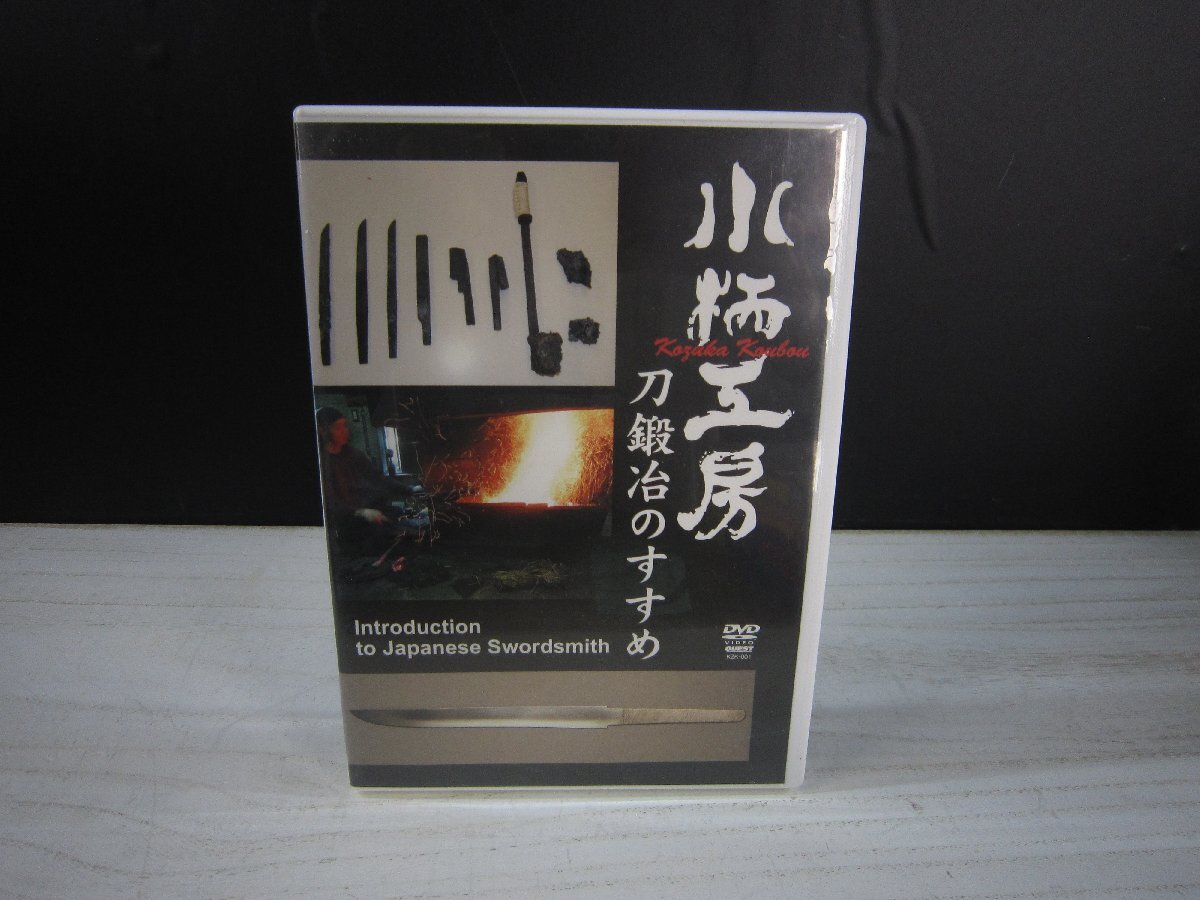 小柄工房
Kozuka Koubou
刀鍛冶のすすめ
Introduction
to Japanese Swordsmith
DVD
VIDEO
QUEST
KZK-001